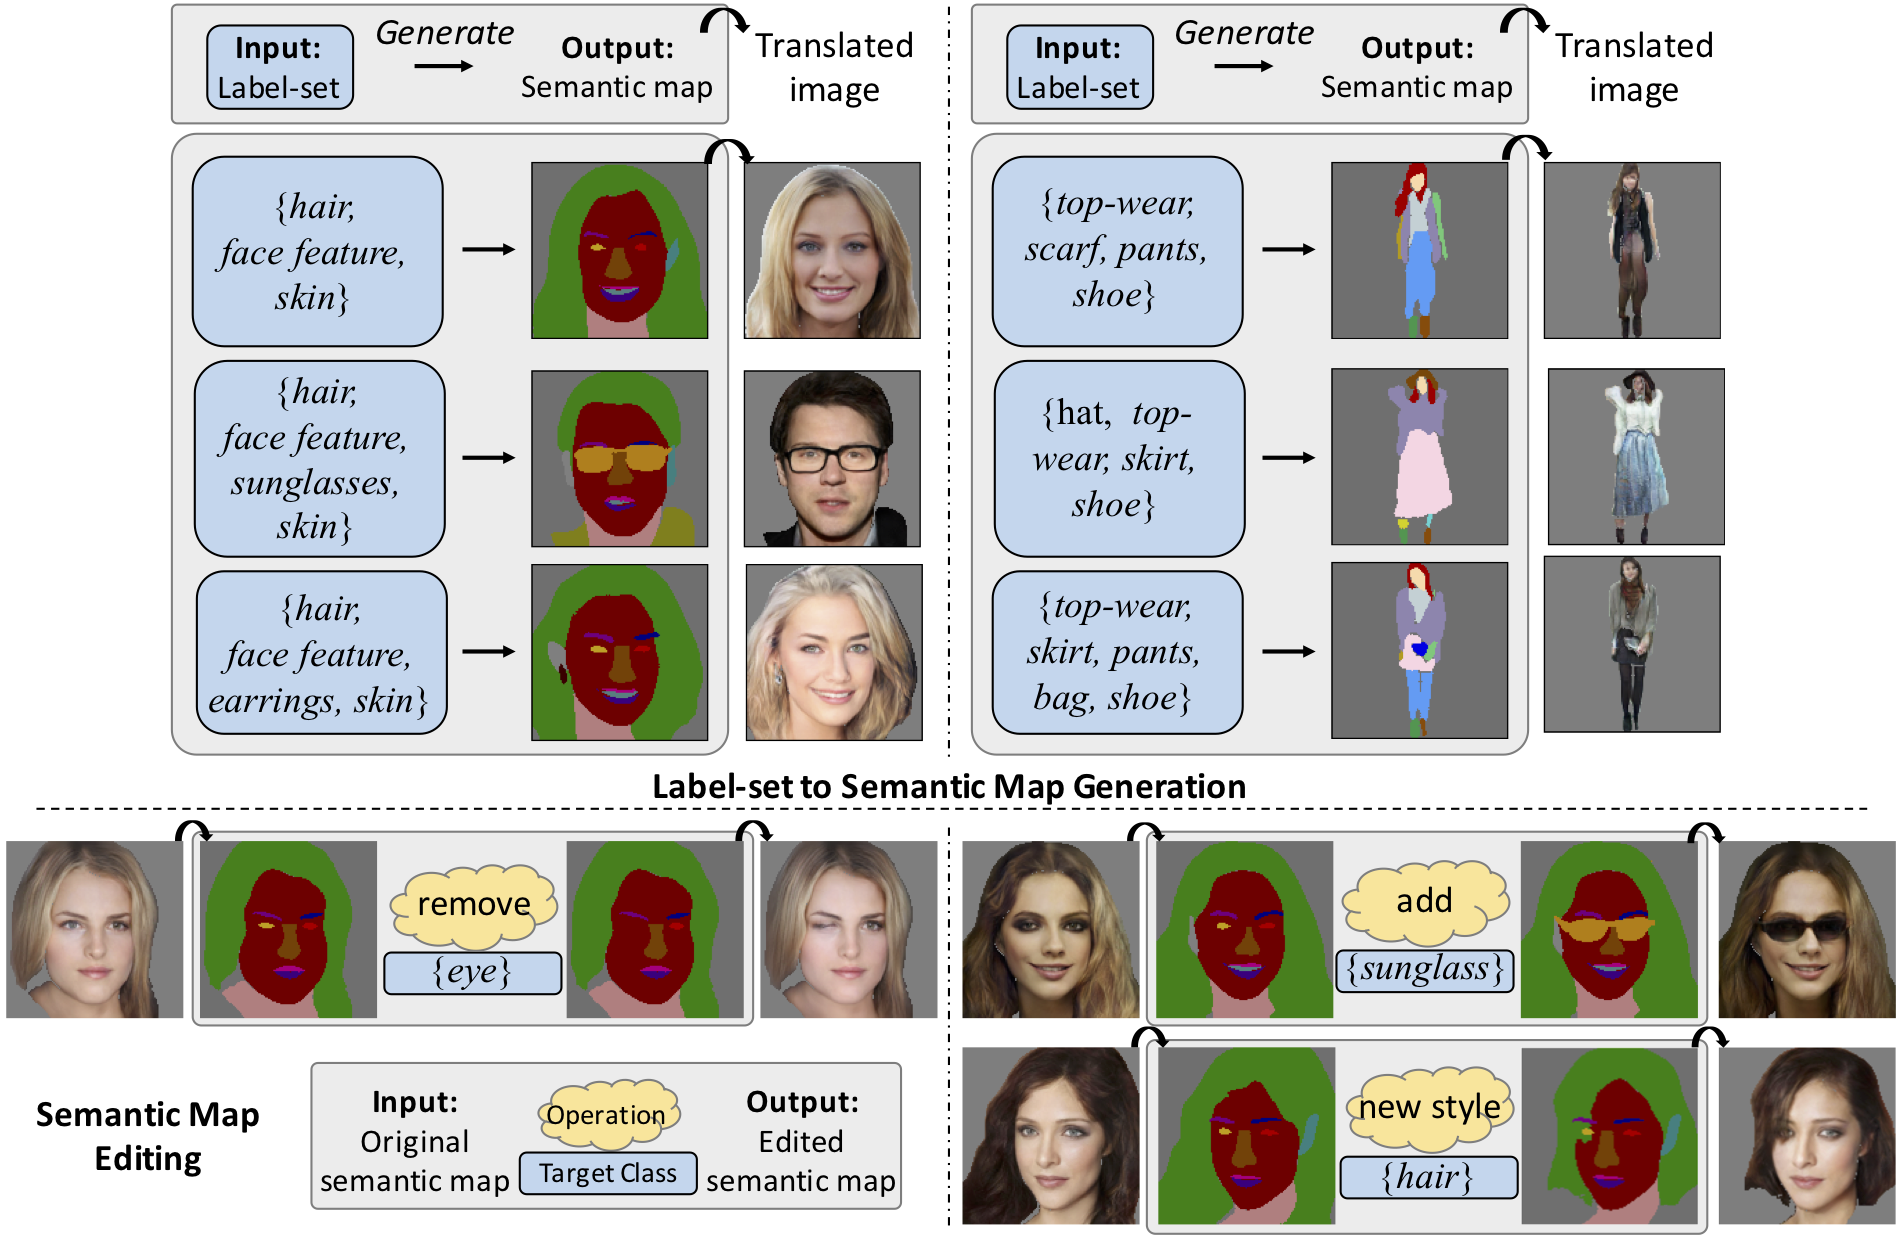 Input:
Label-set
Generate
Output:
Semantic map
Translated
image
{hair,
face feature,
skin}
{hair,
face feature,
sunglasses,
skin}
{hair,
face feature,
earrings, skin}
Input:
Label-set
Generate
Output:
Semantic map
Translated
image
{top-wear,
scarf, pants,
shoe}
{hat, top-
wear, skirt,
shoe}
{top-wear,
skirt, pants,
bag, shoe}
Label-set to Semantic Map Generation
remove
{eye}
add
{sunglass}
Semantic Map
Editing
Input:
Original
semantic map
Operation
Target Class
Output:
Edited
semantic map
new style
{hair}